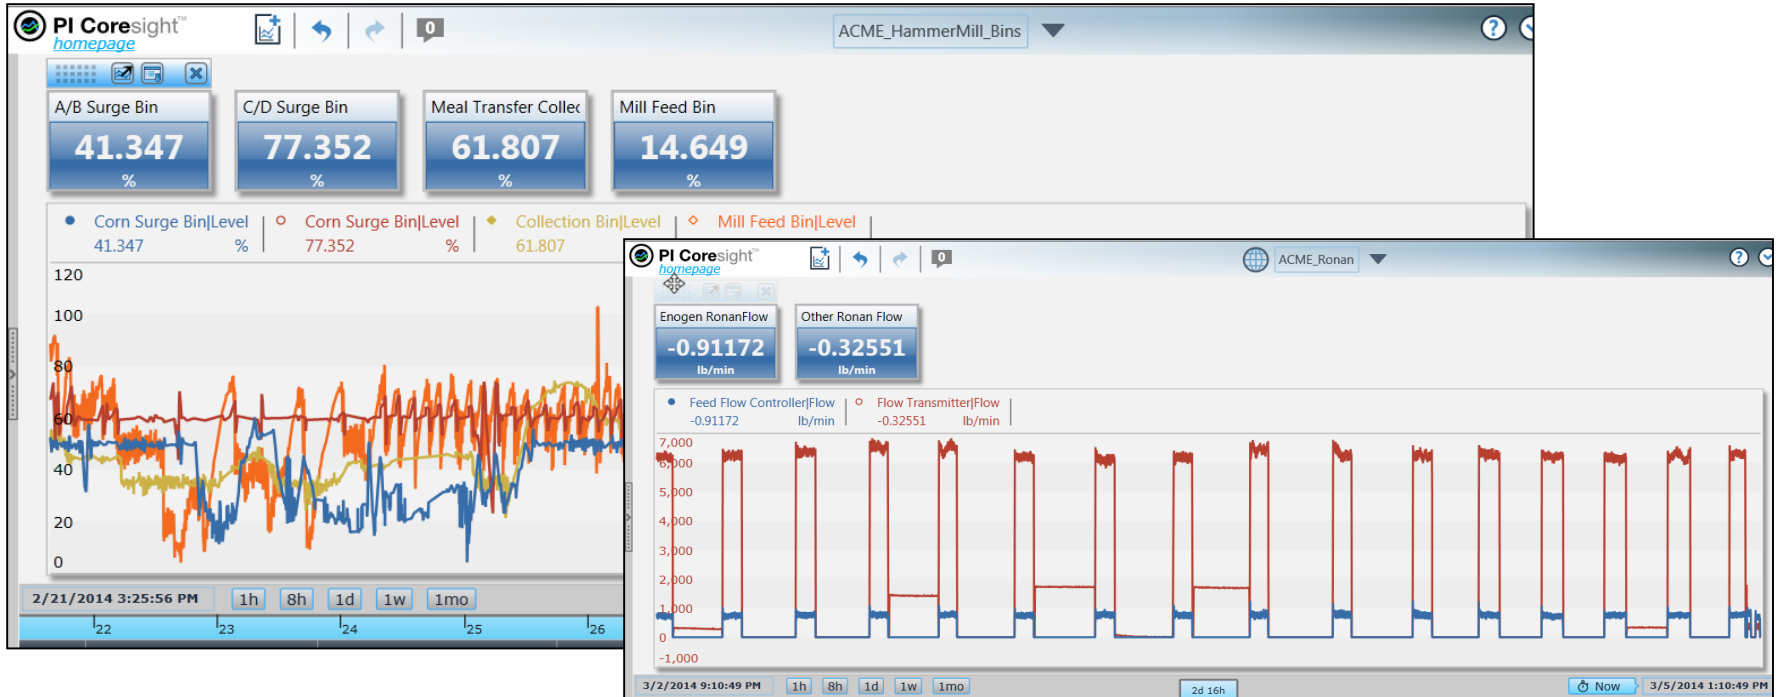 PI Coresight™
homepage
0
ACME_HammerMill_Bins
?
A/B Surge Bin
41.347
%
C/D Surge Bin
77.352
%
Meal Transfer Collec
61.807
%
Mill Feed Bin
14.649
%
Corn Surge Bin|Level
41.347 %
Corn Surge Bin|Level
77.352 %
Collection Bin|Level
61.807
Mill Feed Bin|Level
120
100
80
60
40
20
0
2/21/2014 3:25:56 PM 1h 8h 1d 1w 1mo
22 23 24 25 26
PI Coresight™
homepage
0
ACME_Ronan
?
Enogen RonanFlow
-0.91172
lb/min
Other Ronan Flow
-0.32551
lb/min
Feed Flow Controller|Flow
-0.91172 lb/min
Flow Transmitter|Flow
-0.32551 lb/min
7,000
6,000
5,000
4,000
3,000
2,000
1,000
0
-1,000
3/2/2014 9:10:49 PM 1h 8h 1d 1w 1mo 2d 16h Now 3/5/2014 1:10:49 PM